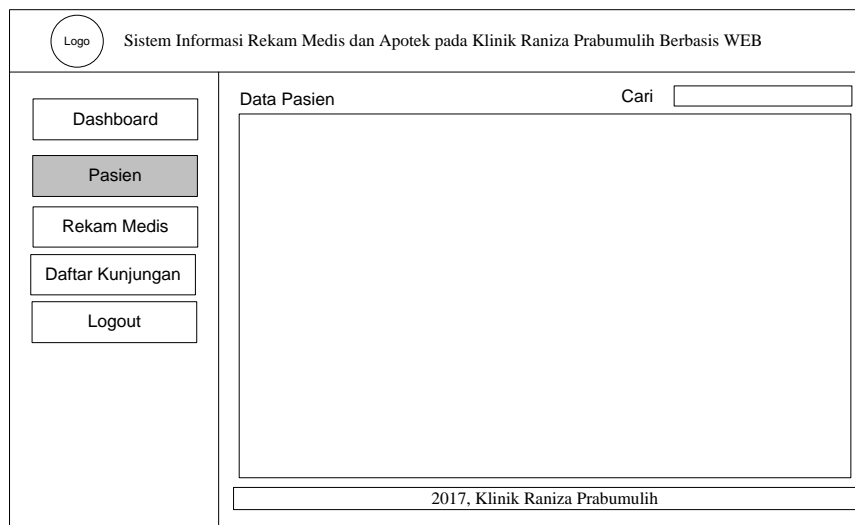 Logo
Sistem Informasi Rekam Medis dan Apotek pada Klinik Raniza Prabumulih Berbasis WEB
Dashboard
Pasien
Rekam Medis
Daftar Kunjungan
Logout
Data Pasien
Cari
2017, Klinik Raniza Prabumulih